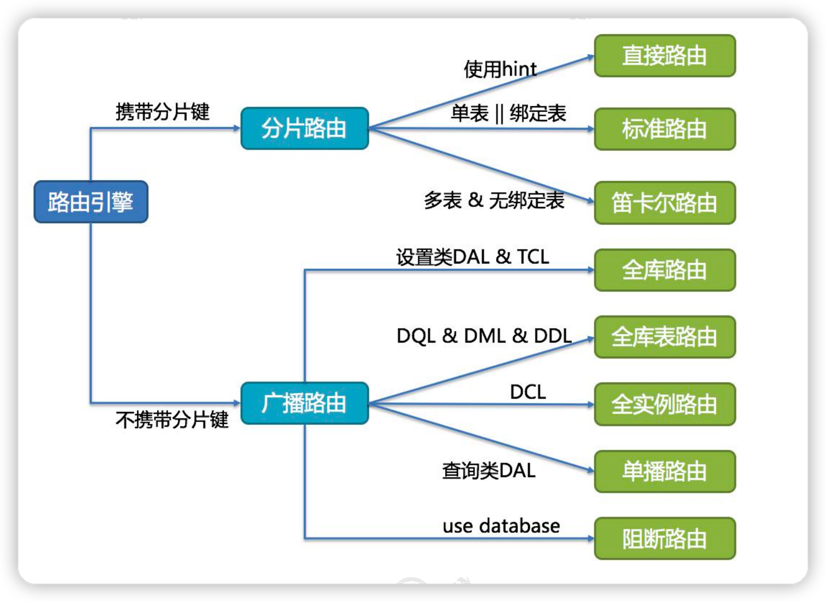 使用hint
直接路由
携带分片键
分片路由
单表 || 绑定表
标准路由
路由引擎
多表 & 无绑定表
笛卡尔路由
设置类DAL & TCL
全库路由
DQL & DML & DDL
全库表路由
不携带分片键
广播路由
DCL
全实例路由
查询类DAL
单播路由
use database
阻断路由